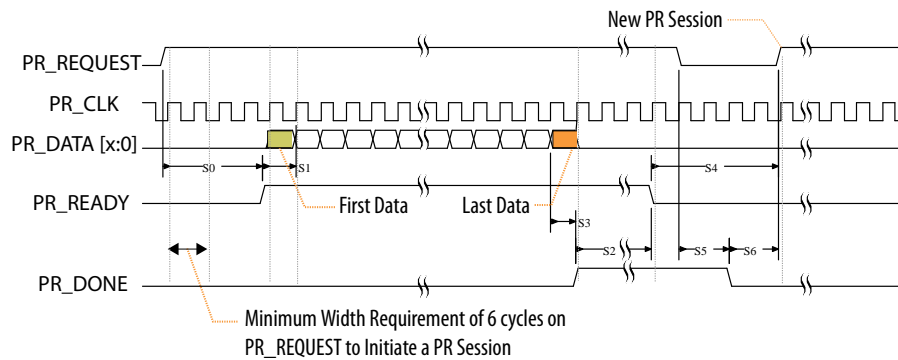 New PR Session
PR_REQUEST
PR_CLK
PR_DATA [x:0]
S0
S1
S4
PR_READY
First Data
Last Data
S3
S2
S5
S6
PR_DONE
Minimum Width Requirement of 6 cycles on
PR_REQUEST to Initiate a PR Session